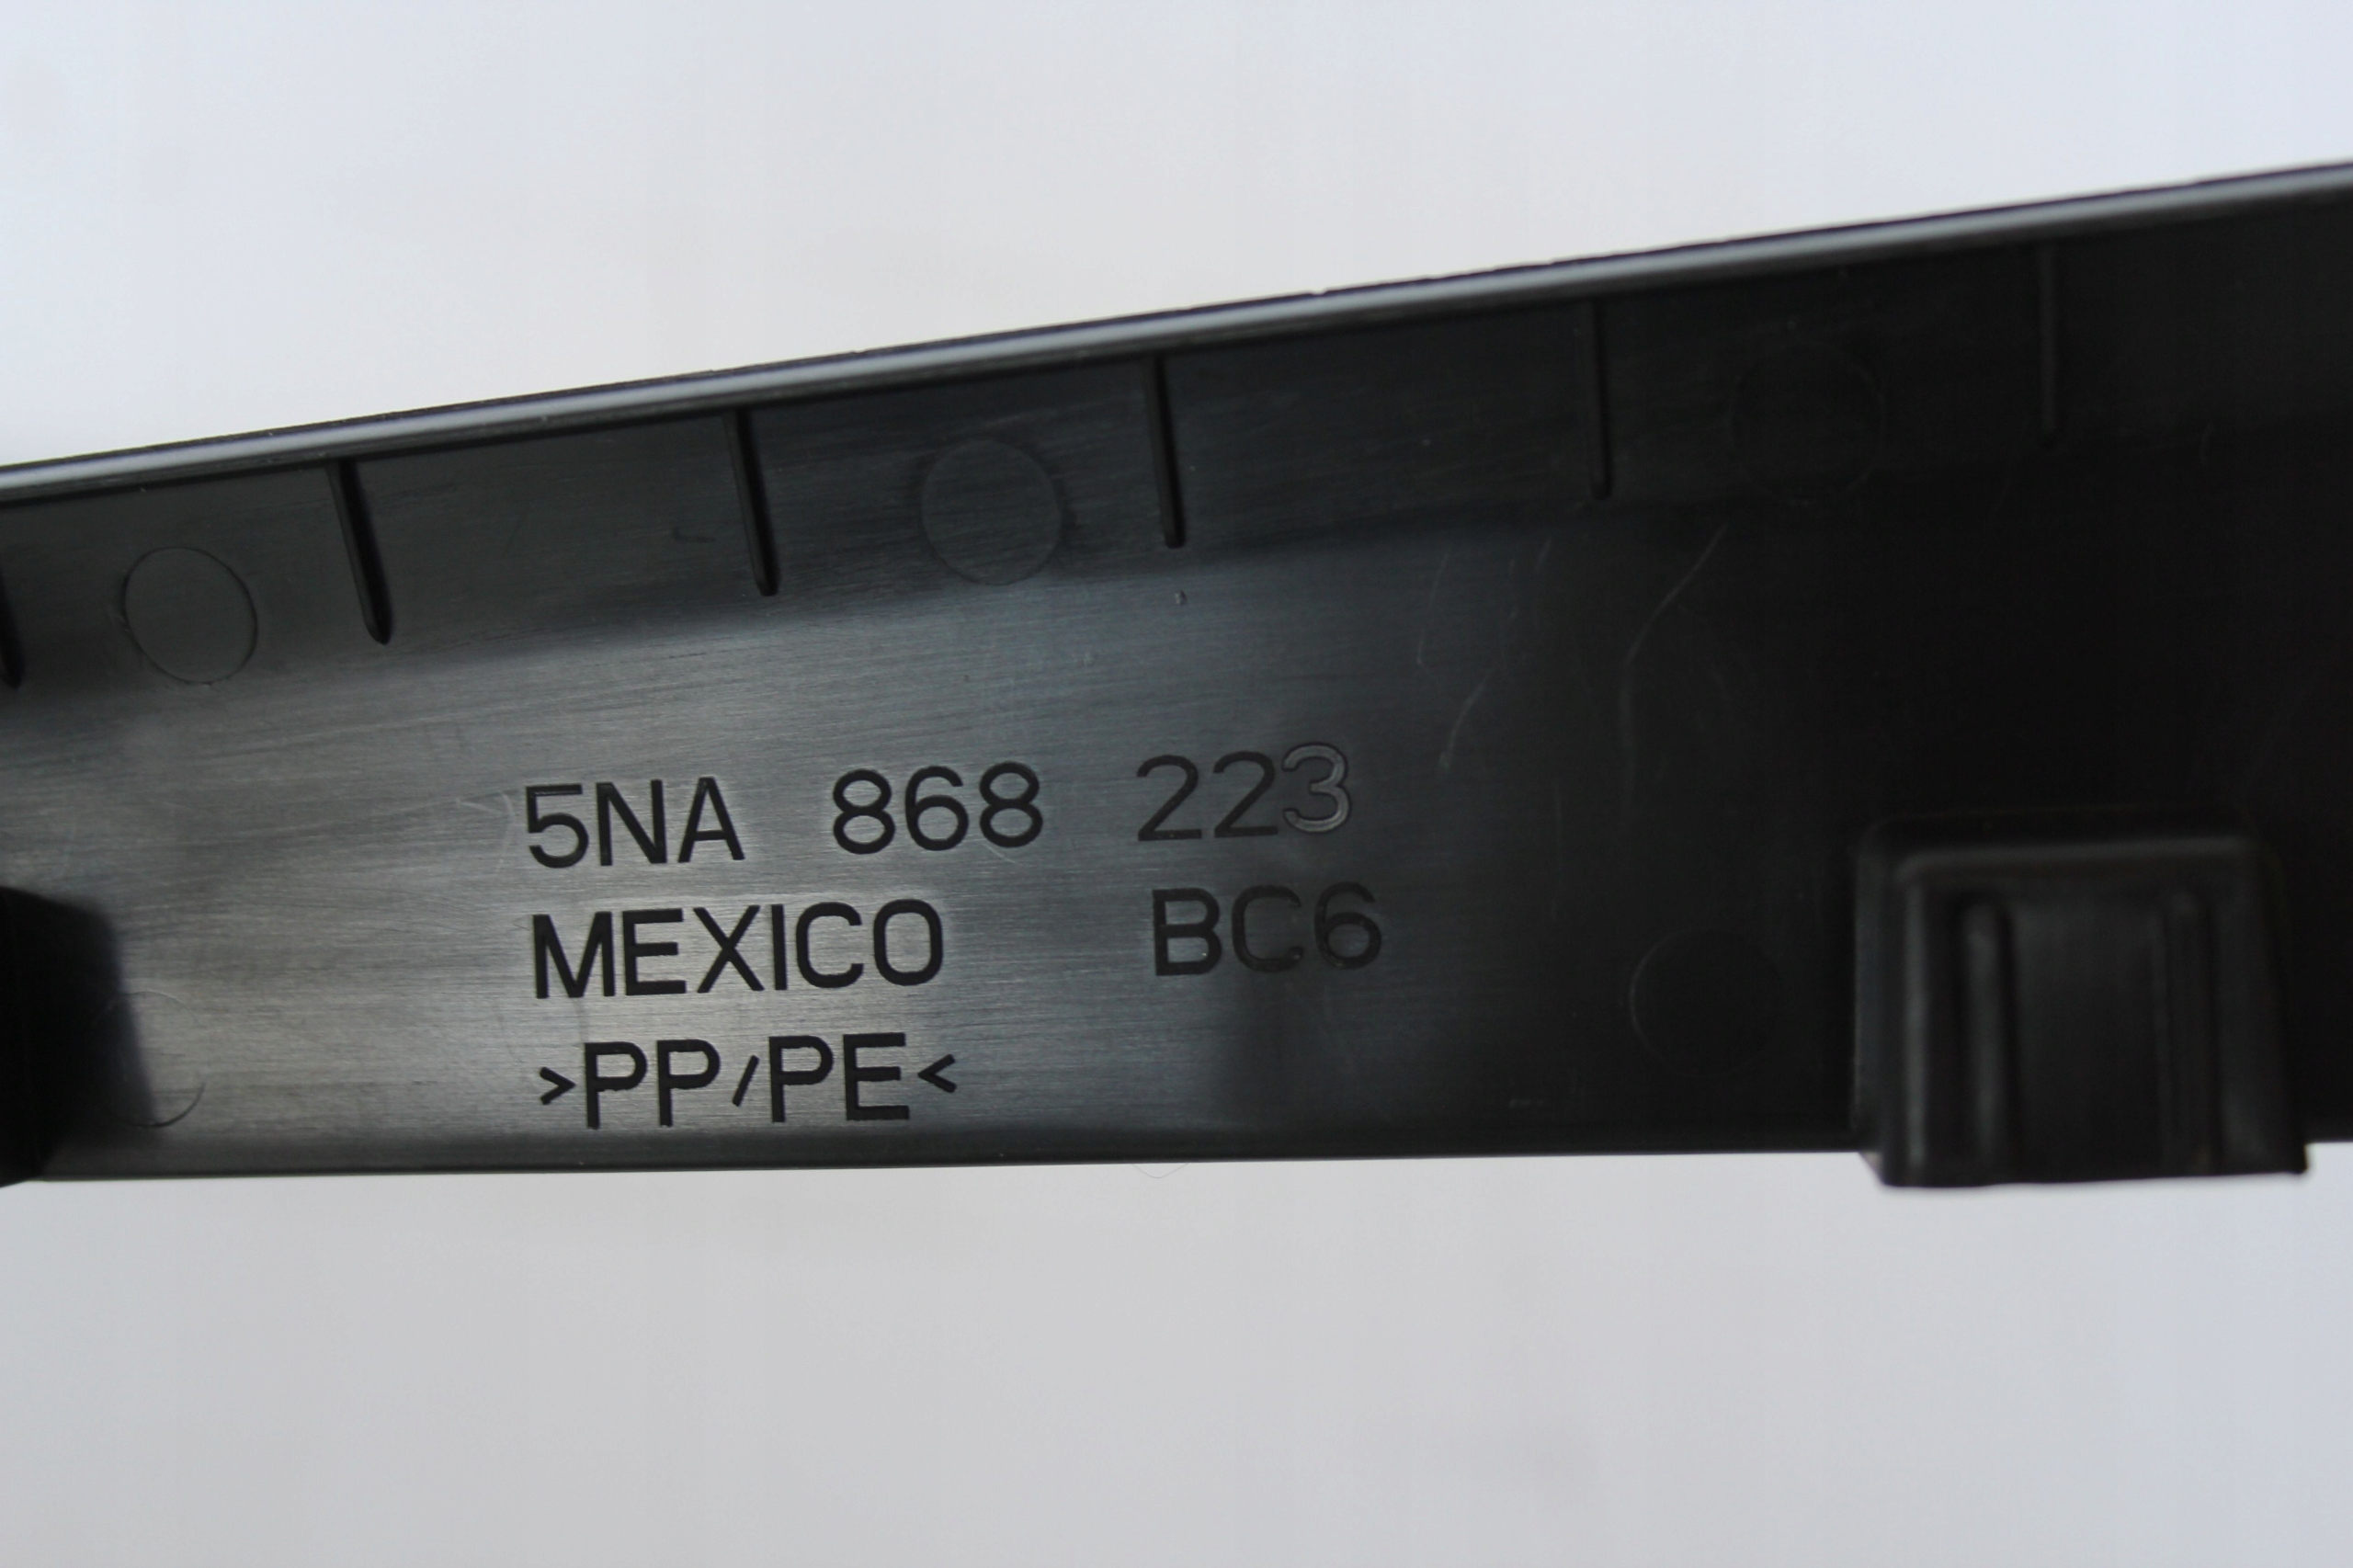 5NA 868 223
MEXICO BC6
>PP/PE<